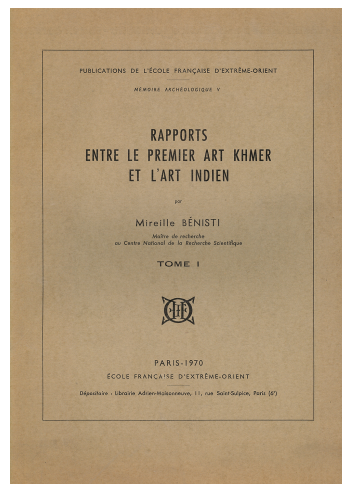 PUBLICATIONS DE L'ÉCOLE FRANÇAISE D'EXTRÊME-ORIENT
MÉMOIRE ARCHÉOLOGIQUE V
RAPPORTS
ENTRE LE PREMIER ART KHMER
ET L'ART INDIEN
par
Mireille BÉNISTI
Maître de recherche
au Centre National de la Recherche Scientifique
TOME I
PARIS-1970
ÉCOLE FRANÇAISE D'EXTRÊME-ORIENT
Dépositaire : Librairie Adrien-Maisonneuve, 11, rue Saint-Sulpice, Paris (6ᵉ)